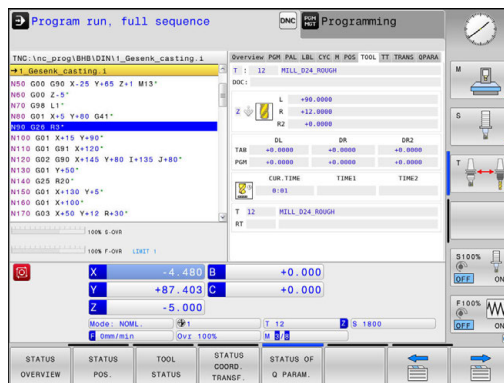 Program run, full sequence
DNC
PGM MGT
Programming
TNC:\nc_prog\BHB\DIN\1_Gesenk_casting.i
→1_Gesenk_casting.i
N50 G00 G90 X-25 Y+65 Z+1 M13*
N60 G00 Z-5*
N70 G98 L1*
N80 G01 X+5 Y+80 G41*
N90 G26 R3*
N100 G01 X+15 Y+90*
N110 G01 G91 X+120*
N120 G02 G90 X+145 Y+80 I+135 J+80*
N130 G01 Y+50*
N140 G25 R20*
N150 G01 X+130 Y+5*
N160 G01 X+100*
N170 G03 X+50 Y+12 R+30*
100% S-OVR
100% F-OVR LIMIT 1
Overview PGM PAL LBL CYC M POS TOOL TT TRANS QPARA
T : 12 MILL_D24_ROUGH
DOC:
L +90.0000
Z R +12.0000
R2 +0.0000
DL DR DR2
TAB +0.0000 +0.0000 +0.0000
PGM +0.0000 +0.0000 +0.0000
CUR.TIME TIME1 TIME2
0:01
T 12 MILL_D24_ROUGH
RT
X -4.480 B +0.000
Y +87.403 C +0.000
Z -5.000
Mode: NOML. 1 T 12 Z S 1800
F 0mm/min Ovr 100% M 3/8
M
S
T
S100%
OFF ON
F100%
OFF ON
STATUS OVERVIEW
STATUS POS.
TOOL STATUS
STATUS COORD. TRANSF.
STATUS OF Q PARAM.